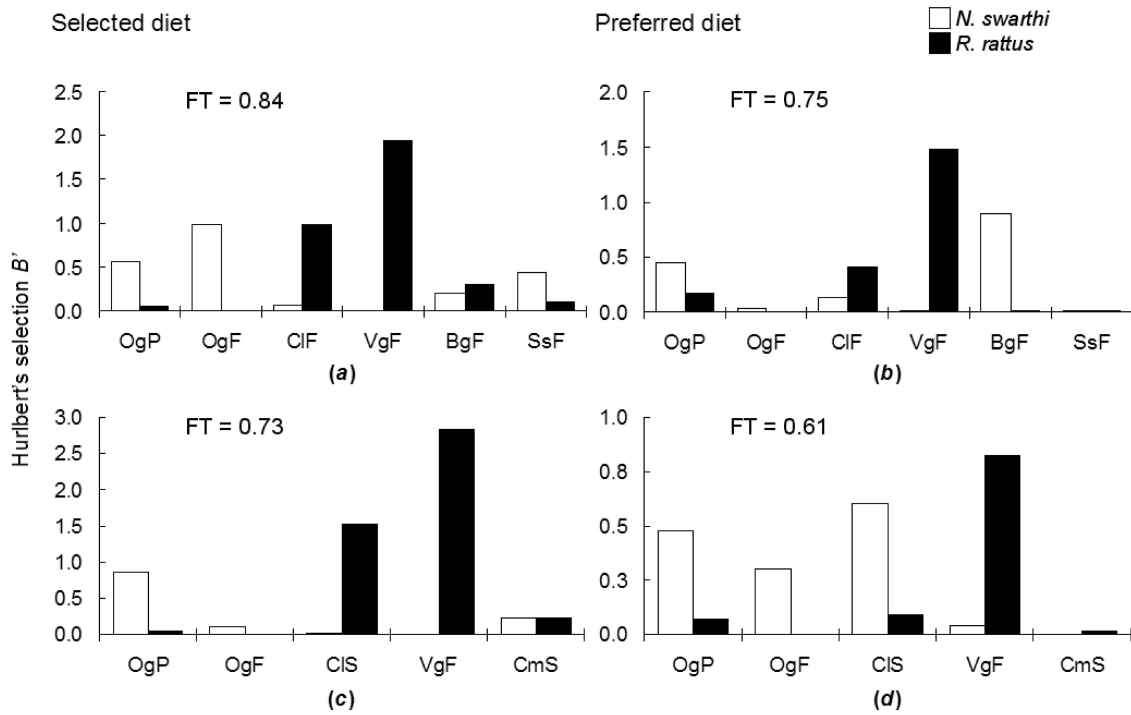 Selected diet
Preferred diet
N. swarthi
R. rattus
Hurlbert's selection B'
FT = 0.84
2.5
2.0
1.5
1.0
0.5
0.0
OgP OgF ClF VgF BgF SsF
(a)
FT = 0.75
2.0
1.5
1.0
0.5
0.0
OgP OgF ClF VgF BgF SsF
(b)
FT = 0.73
3.0
2.5
2.0
1.5
1.0
0.5
0.0
OgP OgF ClS VgF CmS
(c)
FT = 0.61
1.0
0.8
0.5
0.3
0.0
OgP OgF ClS VgF CmS
(d)